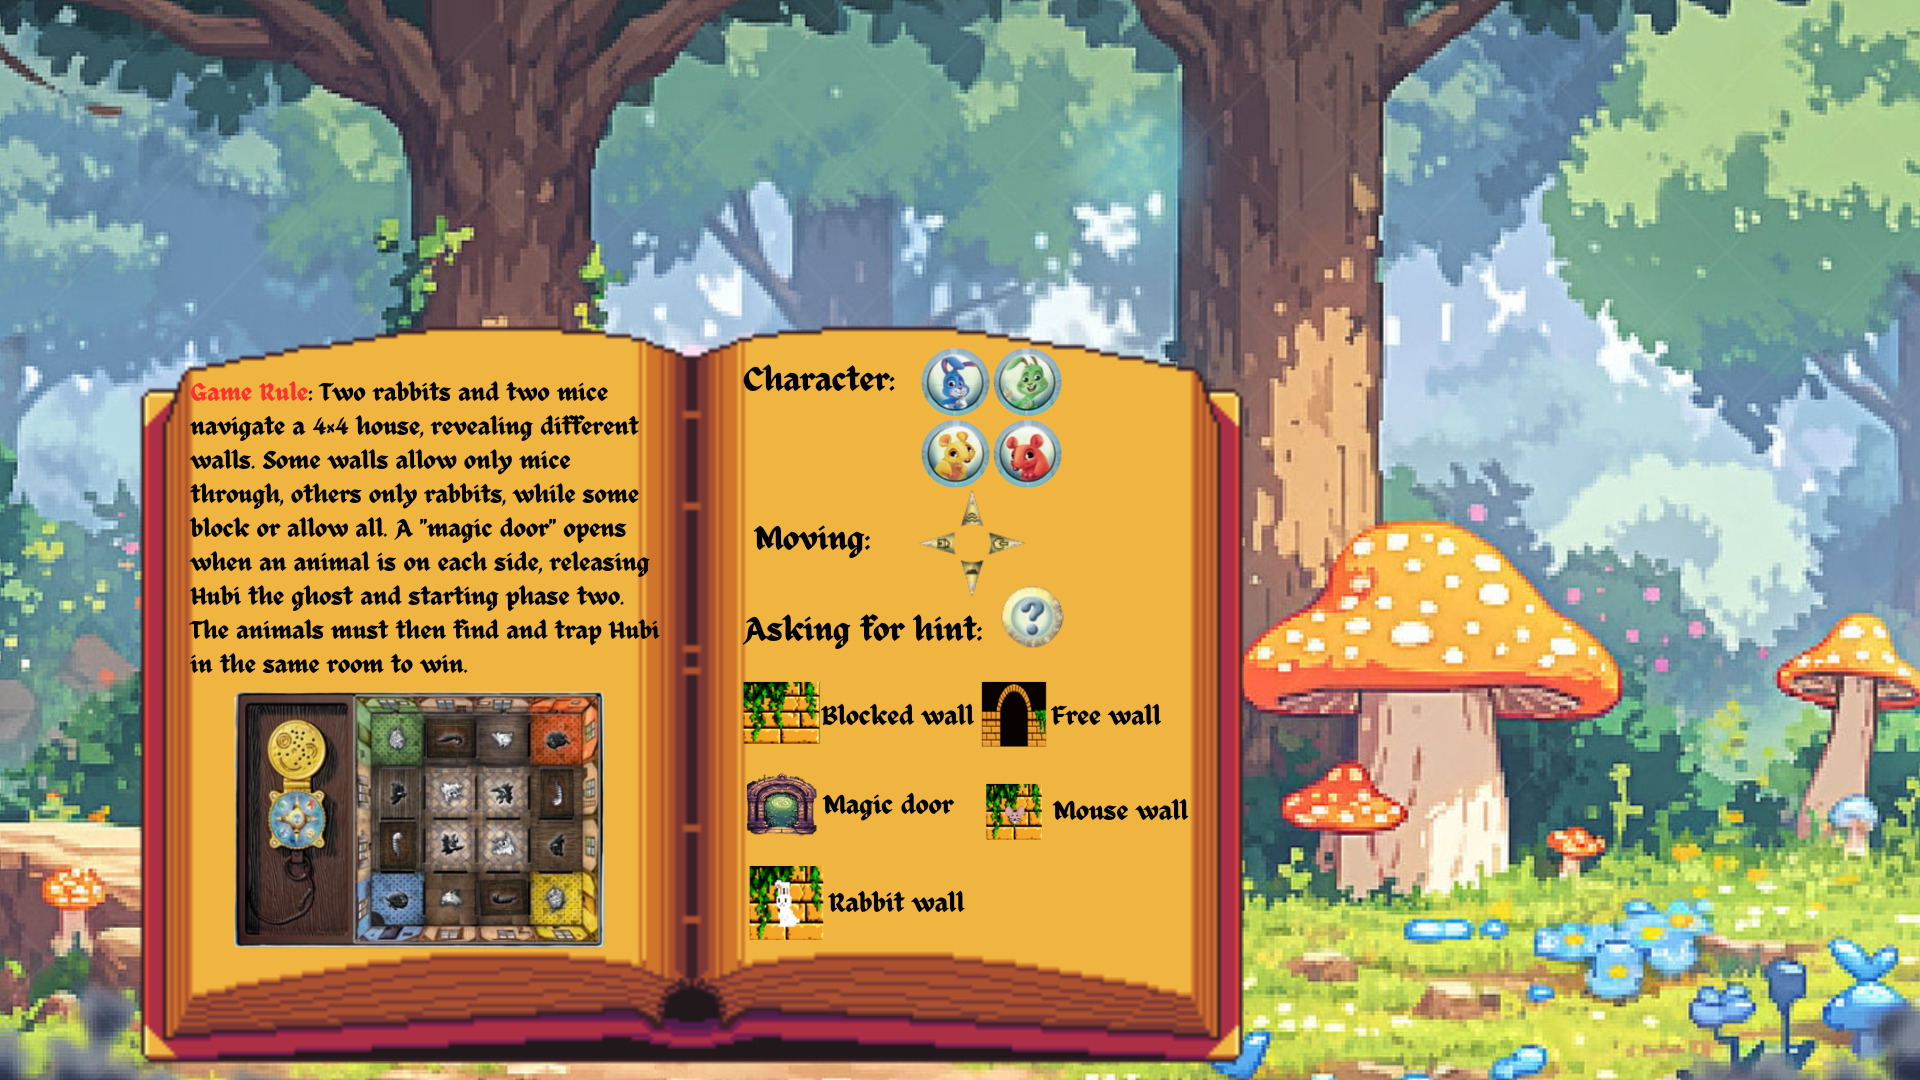 Game Rule: Two rabbits and two mice
navigate a 4×4 house, revealing different
walls. Some walls allow only mice
through, others only rabbits, while some
block or allow all. A "magic door" opens
when an animal is on each side, releasing
Hubi the ghost and starting phase two.
The animals must then find and trap Hubi
in the same room to win.
Character:
Moving:
Asking for hint:
?
Blocked wall
Free wall
Magic door
Mouse wall
Rabbit wall